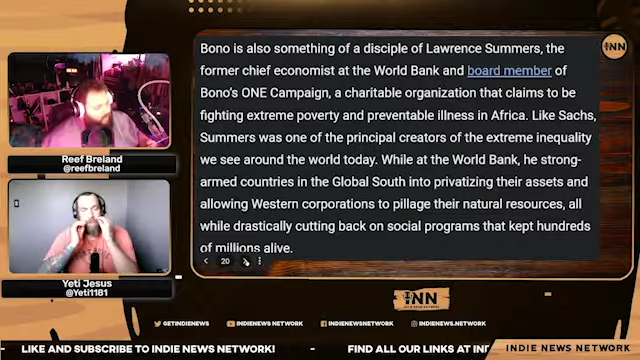 INN
Bono is also something of a disciple of Lawrence Summers, the
former chief economist at the World Bank and board member of
Bono's ONE Campaign, a charitable organization that claims to be
fighting extreme poverty and preventable illness in Africa. Like Sachs,
Summers was one of the principal creators of the extreme inequality
we see around the world today. While at the World Bank, he strong-
armed countries in the Global South into privatizing their assets and
allowing Western corporations to pillage their natural resources, all
while drastically cutting back on social programs that kept hundreds
of millions alive.
20
Reef Breland
@reefbreland
Yeti Jesus
@Yeti1181
INN
GETINDIENEWS
INDIENEWS NETWORK
INDIENEWS NETWORK
INDIENEWS.NETWORK
- LIKE AND SUBSCRIBE TO INDIE NEWS NETWORK! - FIND ALL OUR LINKS AT IND
INDIE NEWS NETWORK